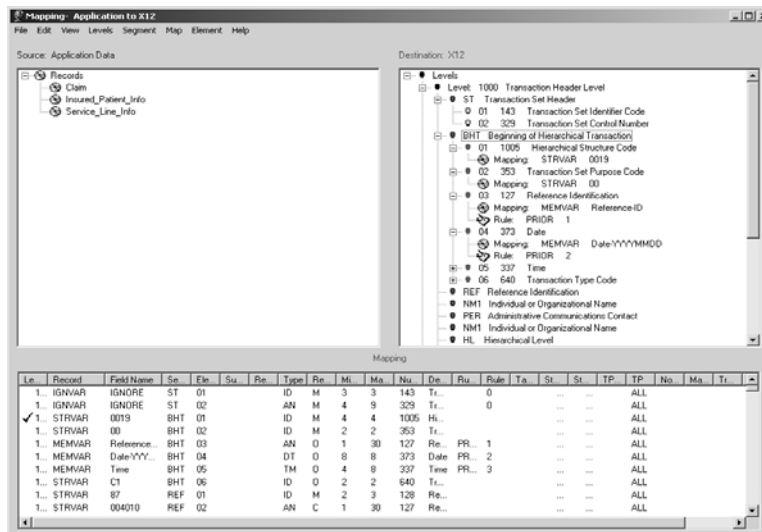 Mapping- Application to X12
File Edit View Levels Segment Map Element Help
Source: Application Data
Destination: X12
Records
Claim
Insured_Patient_Info
Service_Line_Info
Levels
Level: 1000 Transaction Header Level
ST Transaction Set Header
01 143 Transaction Set Identifier Code
02 329 Transaction Set Control Number
BHT Beginning of Hierarchical Transaction
01 1005 Hierarchical Structure Code
Mapping: STRVAR 0019
02 353 Transaction Set Purpose Code
Mapping: STRVAR 00
03 127 Reference Identification
Mapping: MEMVAR Reference-ID
Rule: PRIOR 1
04 373 Date
Mapping: MEMVAR Date-YYYYMMDD
Rule: PRIOR 2
05 337 Time
06 640 Transaction Type Code
REF Reference Identification
NM1 Individual or Organizational Name
PER Administrative Communications Contact
NM1 Individual or Organizational Name
HL Hierarchical Level
Mapping
Le... Record Field Name Se... Ele... Su... Re... Type Re... Mi... Ma... Nu... De... Ru... Rule Ta... St... St... TP... TP No... Ma... Tr...
1... IGNVAR IGNORE ST 01 ID M 3 3 143 Tr... 0 ... ... ALL
1... IGNVAR IGNORE ST 02 AN M 4 9 329 Tr... 0 ... ... ALL
1... STRVAR 0019 BHT 01 ID M 4 4 1005 Hi... ... ... ALL
1... STRVAR 00 BHT 02 ID M 2 2 353 Tr... ... ... ALL
1... MEMVAR Reference... BHT 03 AN O 1 30 127 Re... PR... 1 ... ... ALL
1... MEMVAR Date-YYY... BHT 04 DT O 8 8 373 Date PR... 2 ... ... ALL
1... MEMVAR Time BHT 05 TM O 4 8 337 Time PR... 3 ... ... ALL
1... STRVAR C1 BHT 06 ID O 2 2 640 Tr... ... ... ALL
1... STRVAR 87 REF 01 ID M 2 3 128 Re... ... ... ALL
1... STRVAR 004010 REF 02 AN C 1 30 127 Re... ... ... ALL